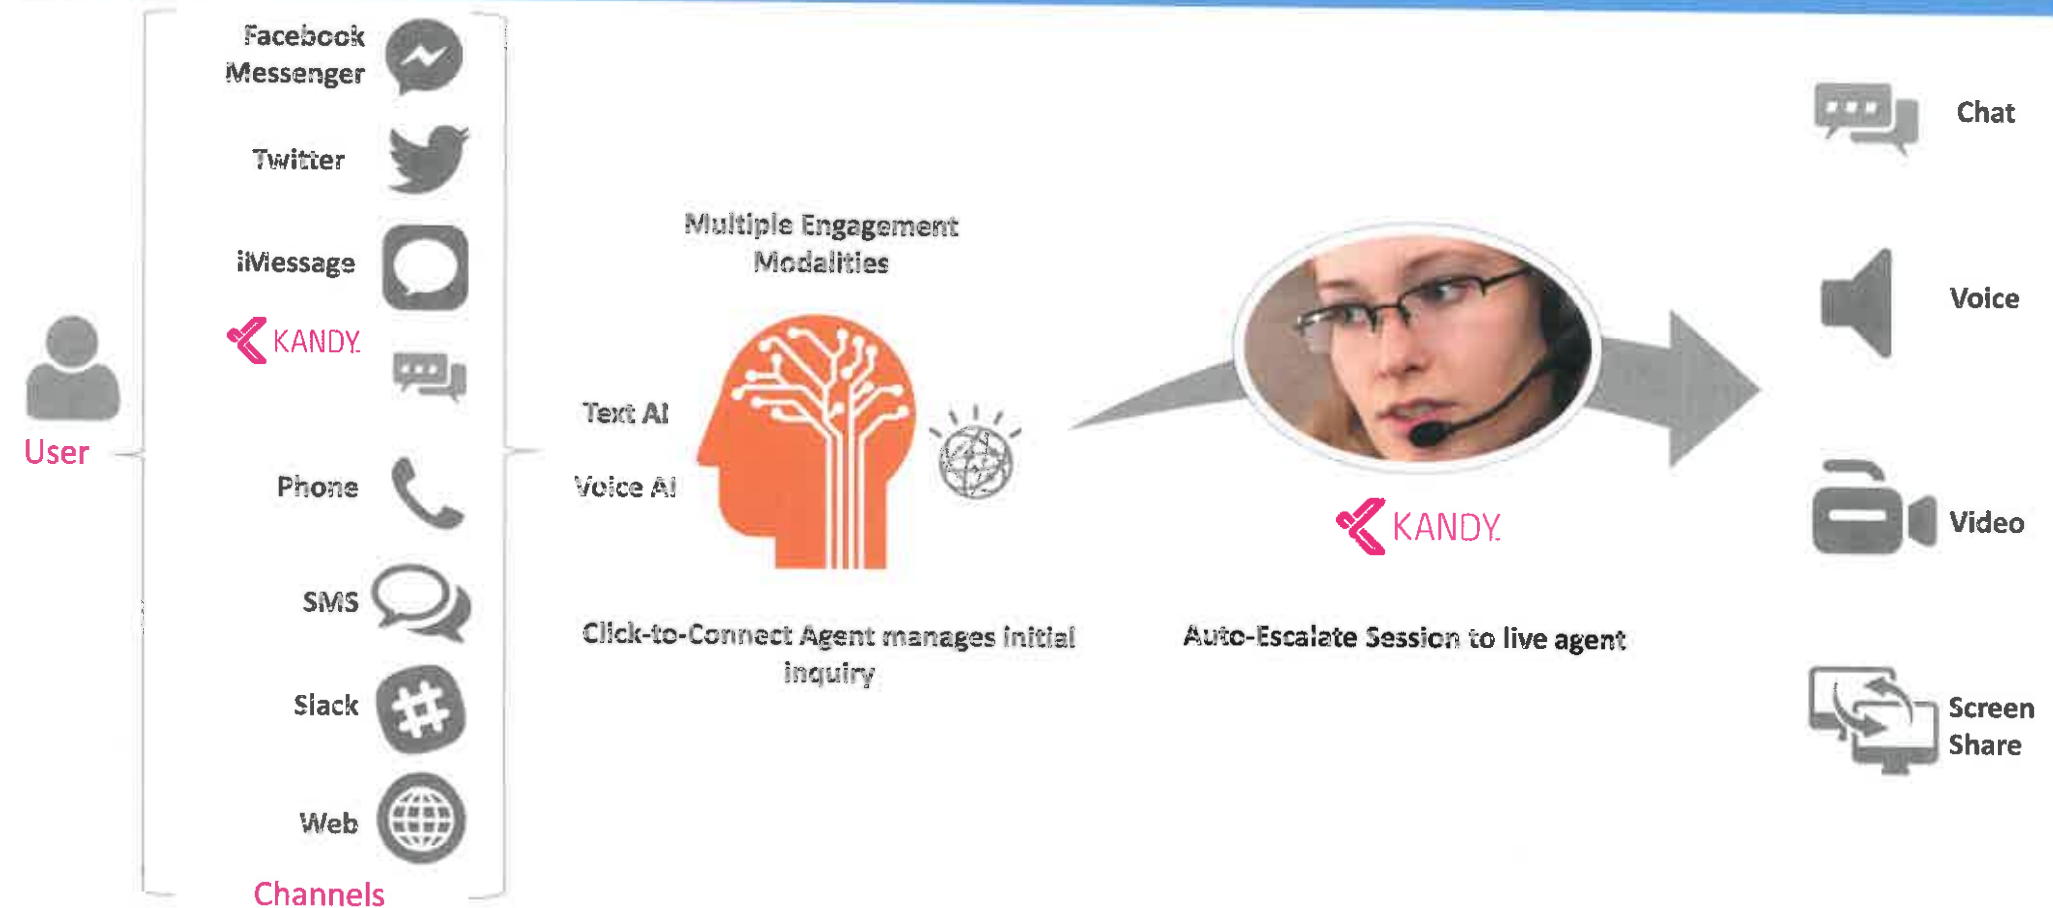 Facebook
Messenger
Twitter
iMessage
KANDY
Phone
SMS
Slack
Web
Channels
User
Multiple Engagement
Modalities
Text AI
Voice AI
Click-to-Connect Agent manages initial
inquiry
KANDY
Auto-Escalate Session to live agent
Chat
Voice
Video
Screen
Share